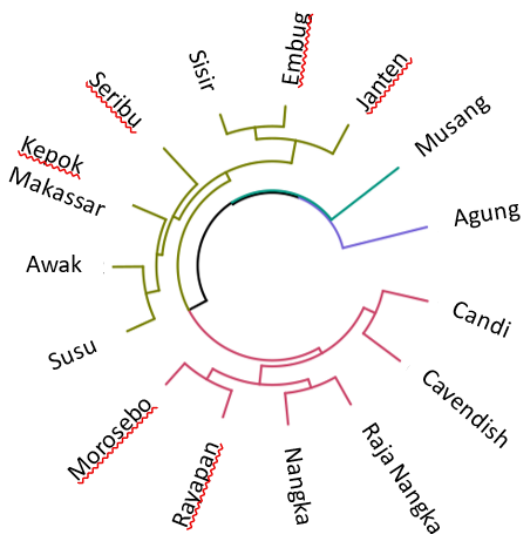 Embug
Sisir
Janten
Seribu
Musang
Kepok
Makassar
Agung
Awak
Candi
Susu
Cavendish
Morosebo
Rayapan
Nangka
Raja Nangka